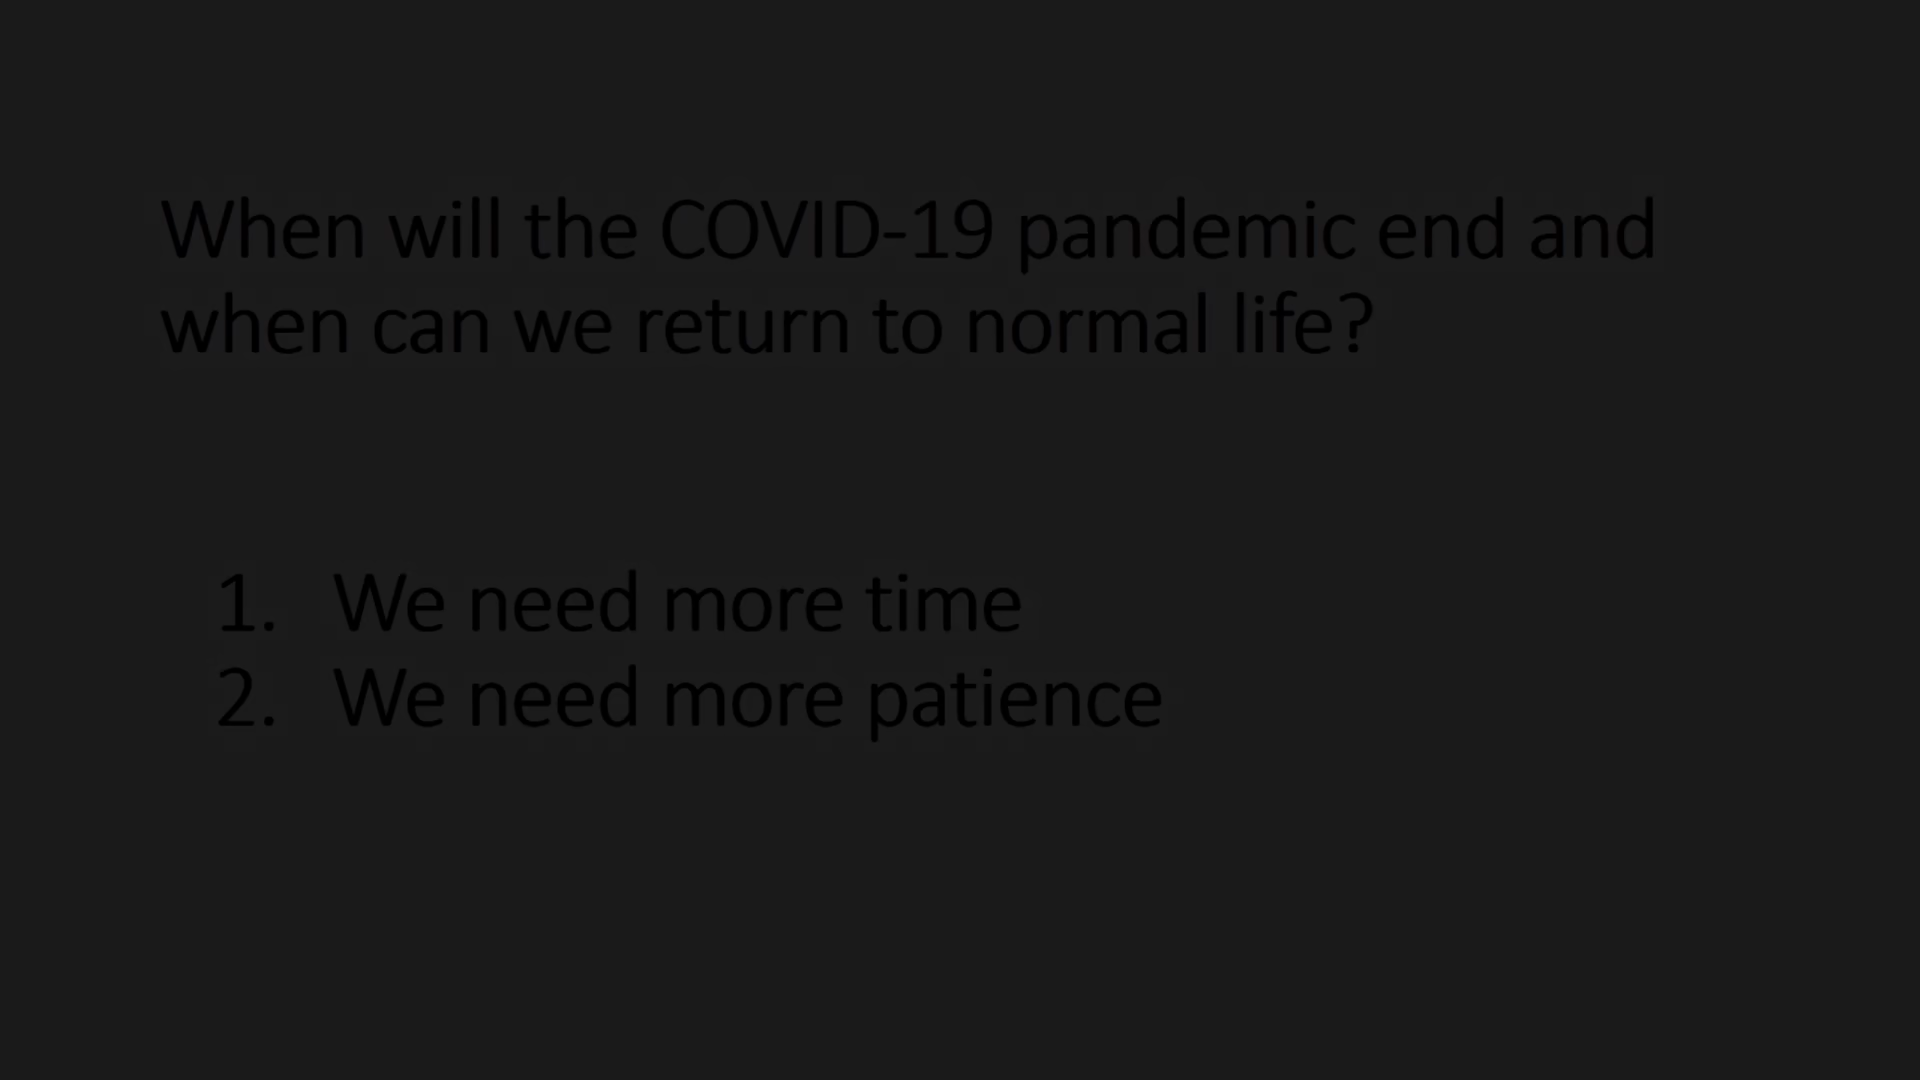 When will the COVID-19 pandemic end and
when can we return to normal life?
1. We need more time
2. We need more patience